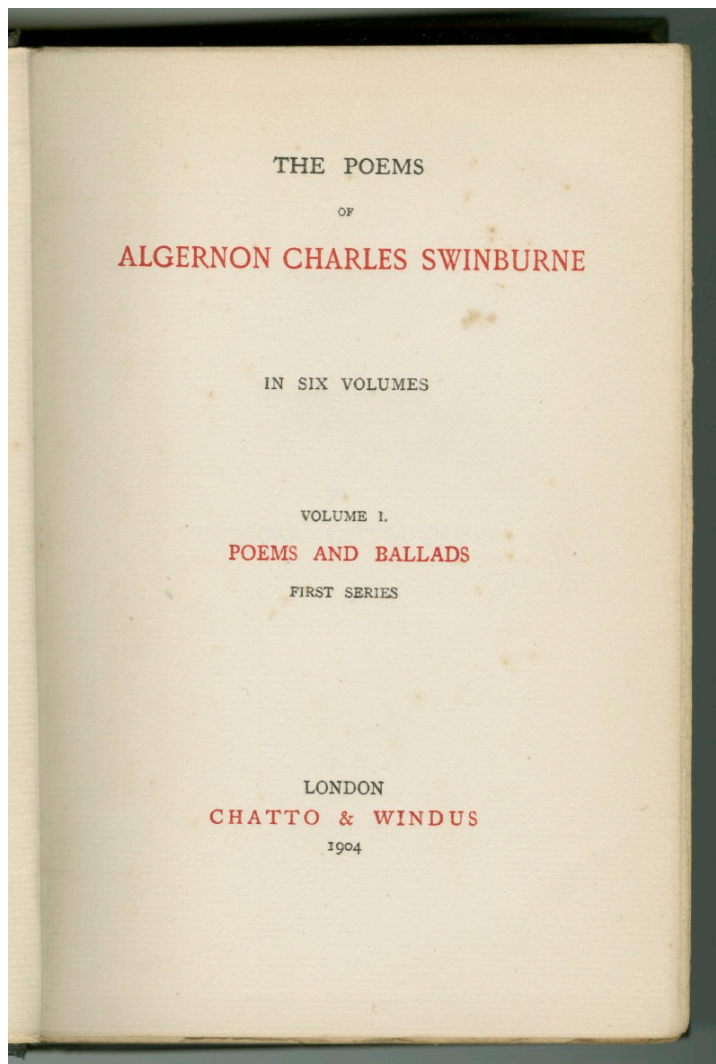 THE POEMS
OF
ALGERNON CHARLES SWINBURNE
IN SIX VOLUMES
VOLUME I.
POEMS AND BALLADS
FIRST SERIES
LONDON
CHATTO & WINDUS
1904